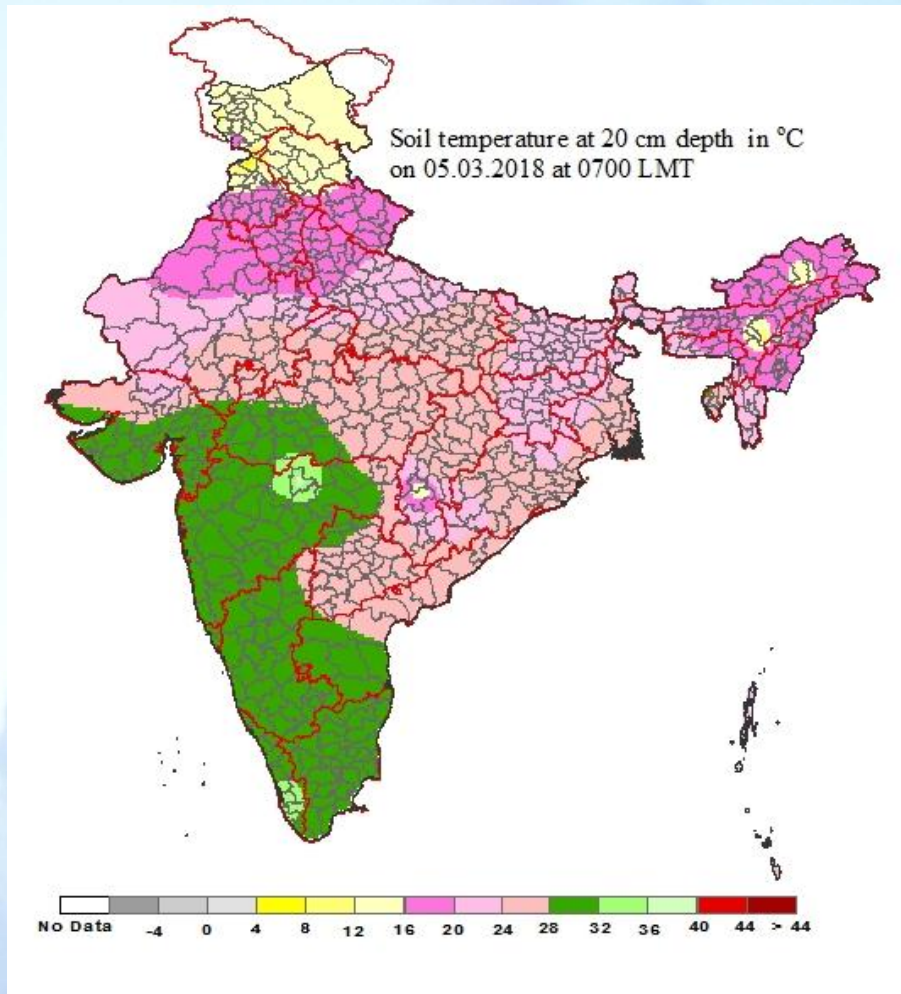 Soil temperature at 20 cm depth in °C
on 05.03.2018 at 0700 LMT
No Data -4 0 4 8 12 16 20 24 28 32 36 40 44 > 44